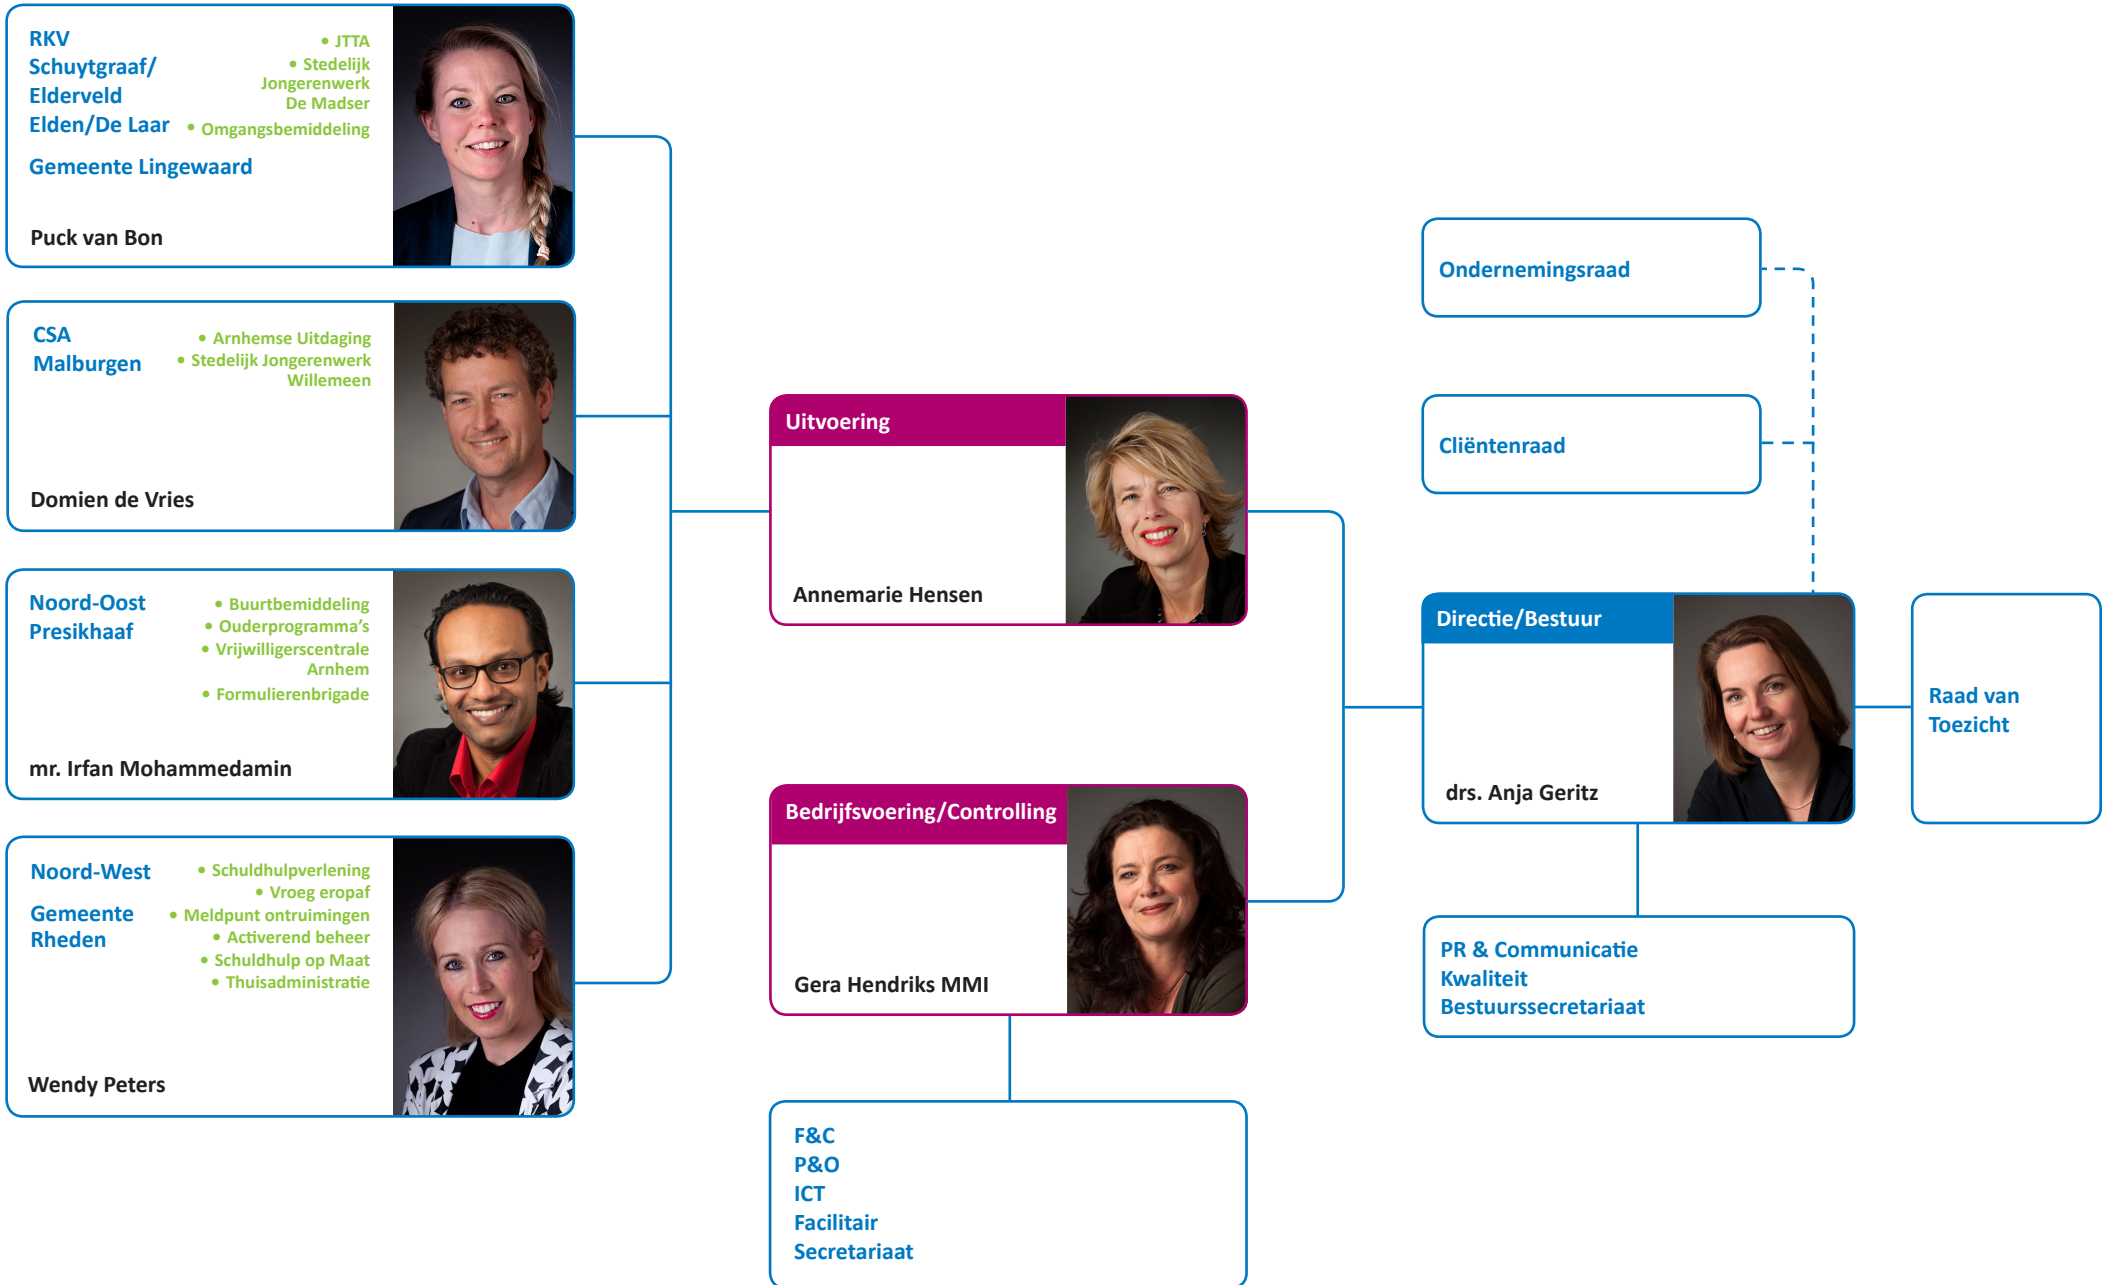 RKV
Schuytgraaf/
Elderveld
Elden/De Laar
Gemeente Lingewaard
• JTTA
• Stedelijk
Jongerenwerk
De Madser
• Omgangsbemiddeling
Puck van Bon
CSA
Malburgen
• Arnhemse Uitdaging
• Stedelijk Jongerenwerk
Willemeen
Domien de Vries
Noord-Oost
Presikhaaf
• Buurtbemiddeling
• Ouderprogramma's
• Vrijwilligerscentrale
Arnhem
• Formulierenbrigade
mr. Irfan Mohammedamin
Noord-West
Gemeente
Rheden
• Schuldhulpverlening
• Vroeg eropaf
• Meldpunt ontruimingen
• Activerend beheer
• Schuldhulp op Maat
• Thuisadministratie
Wendy Peters
Uitvoering
Annemarie Hensen
Bedrijfsvoering/Controlling
Gera Hendriks MMI
F&C
P&O
ICT
Facilitair
Secretariaat
Ondernemingsraad
Cliëntenraad
Directie/Bestuur
drs. Anja Geritz
PR & Communicatie
Kwaliteit
Bestuurssecretariaat
Raad van
Toezicht